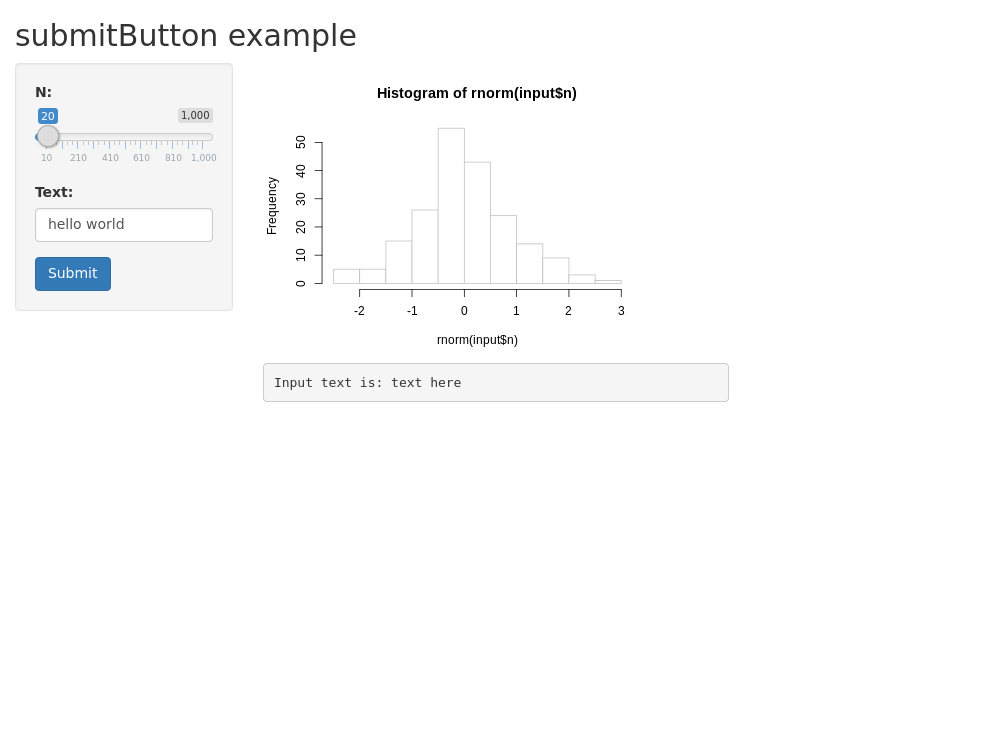 submitButton example
N:
20
1,000
10 210 410 610 810 1,000
Text:
hello world
Submit
Histogram of rnorm(input$n)
Frequency
50
40
30
20
10
0
-2 -1 0 1 2 3
rnorm(input$n)
Input text is: text here